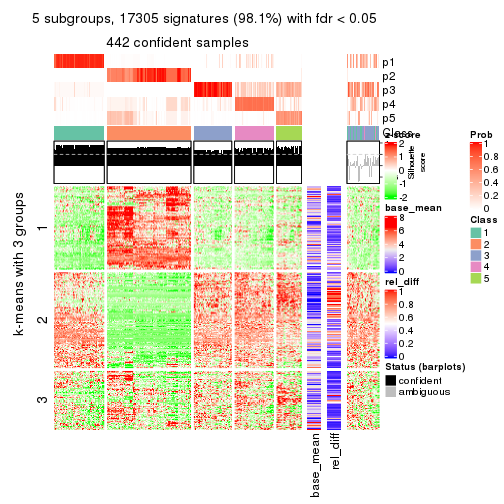 5 subgroups, 17305 signatures (98.1%) with fdr < 0.05
442 confident samples
p1
p2
p3
p4
p5
Class
Silhouette
score
k-means with 3 groups
1
2
3
base_mean
rel_diff
z-score
2
1
0
-1
-2
base_mean
8
6
4
2
0
rel_diff
1
0.8
0.6
0.4
0.2
0
Status (barplots)
confident
ambiguous
Prob
1
0.8
0.6
0.4
0.2
0
Class
1
2
3
4
5